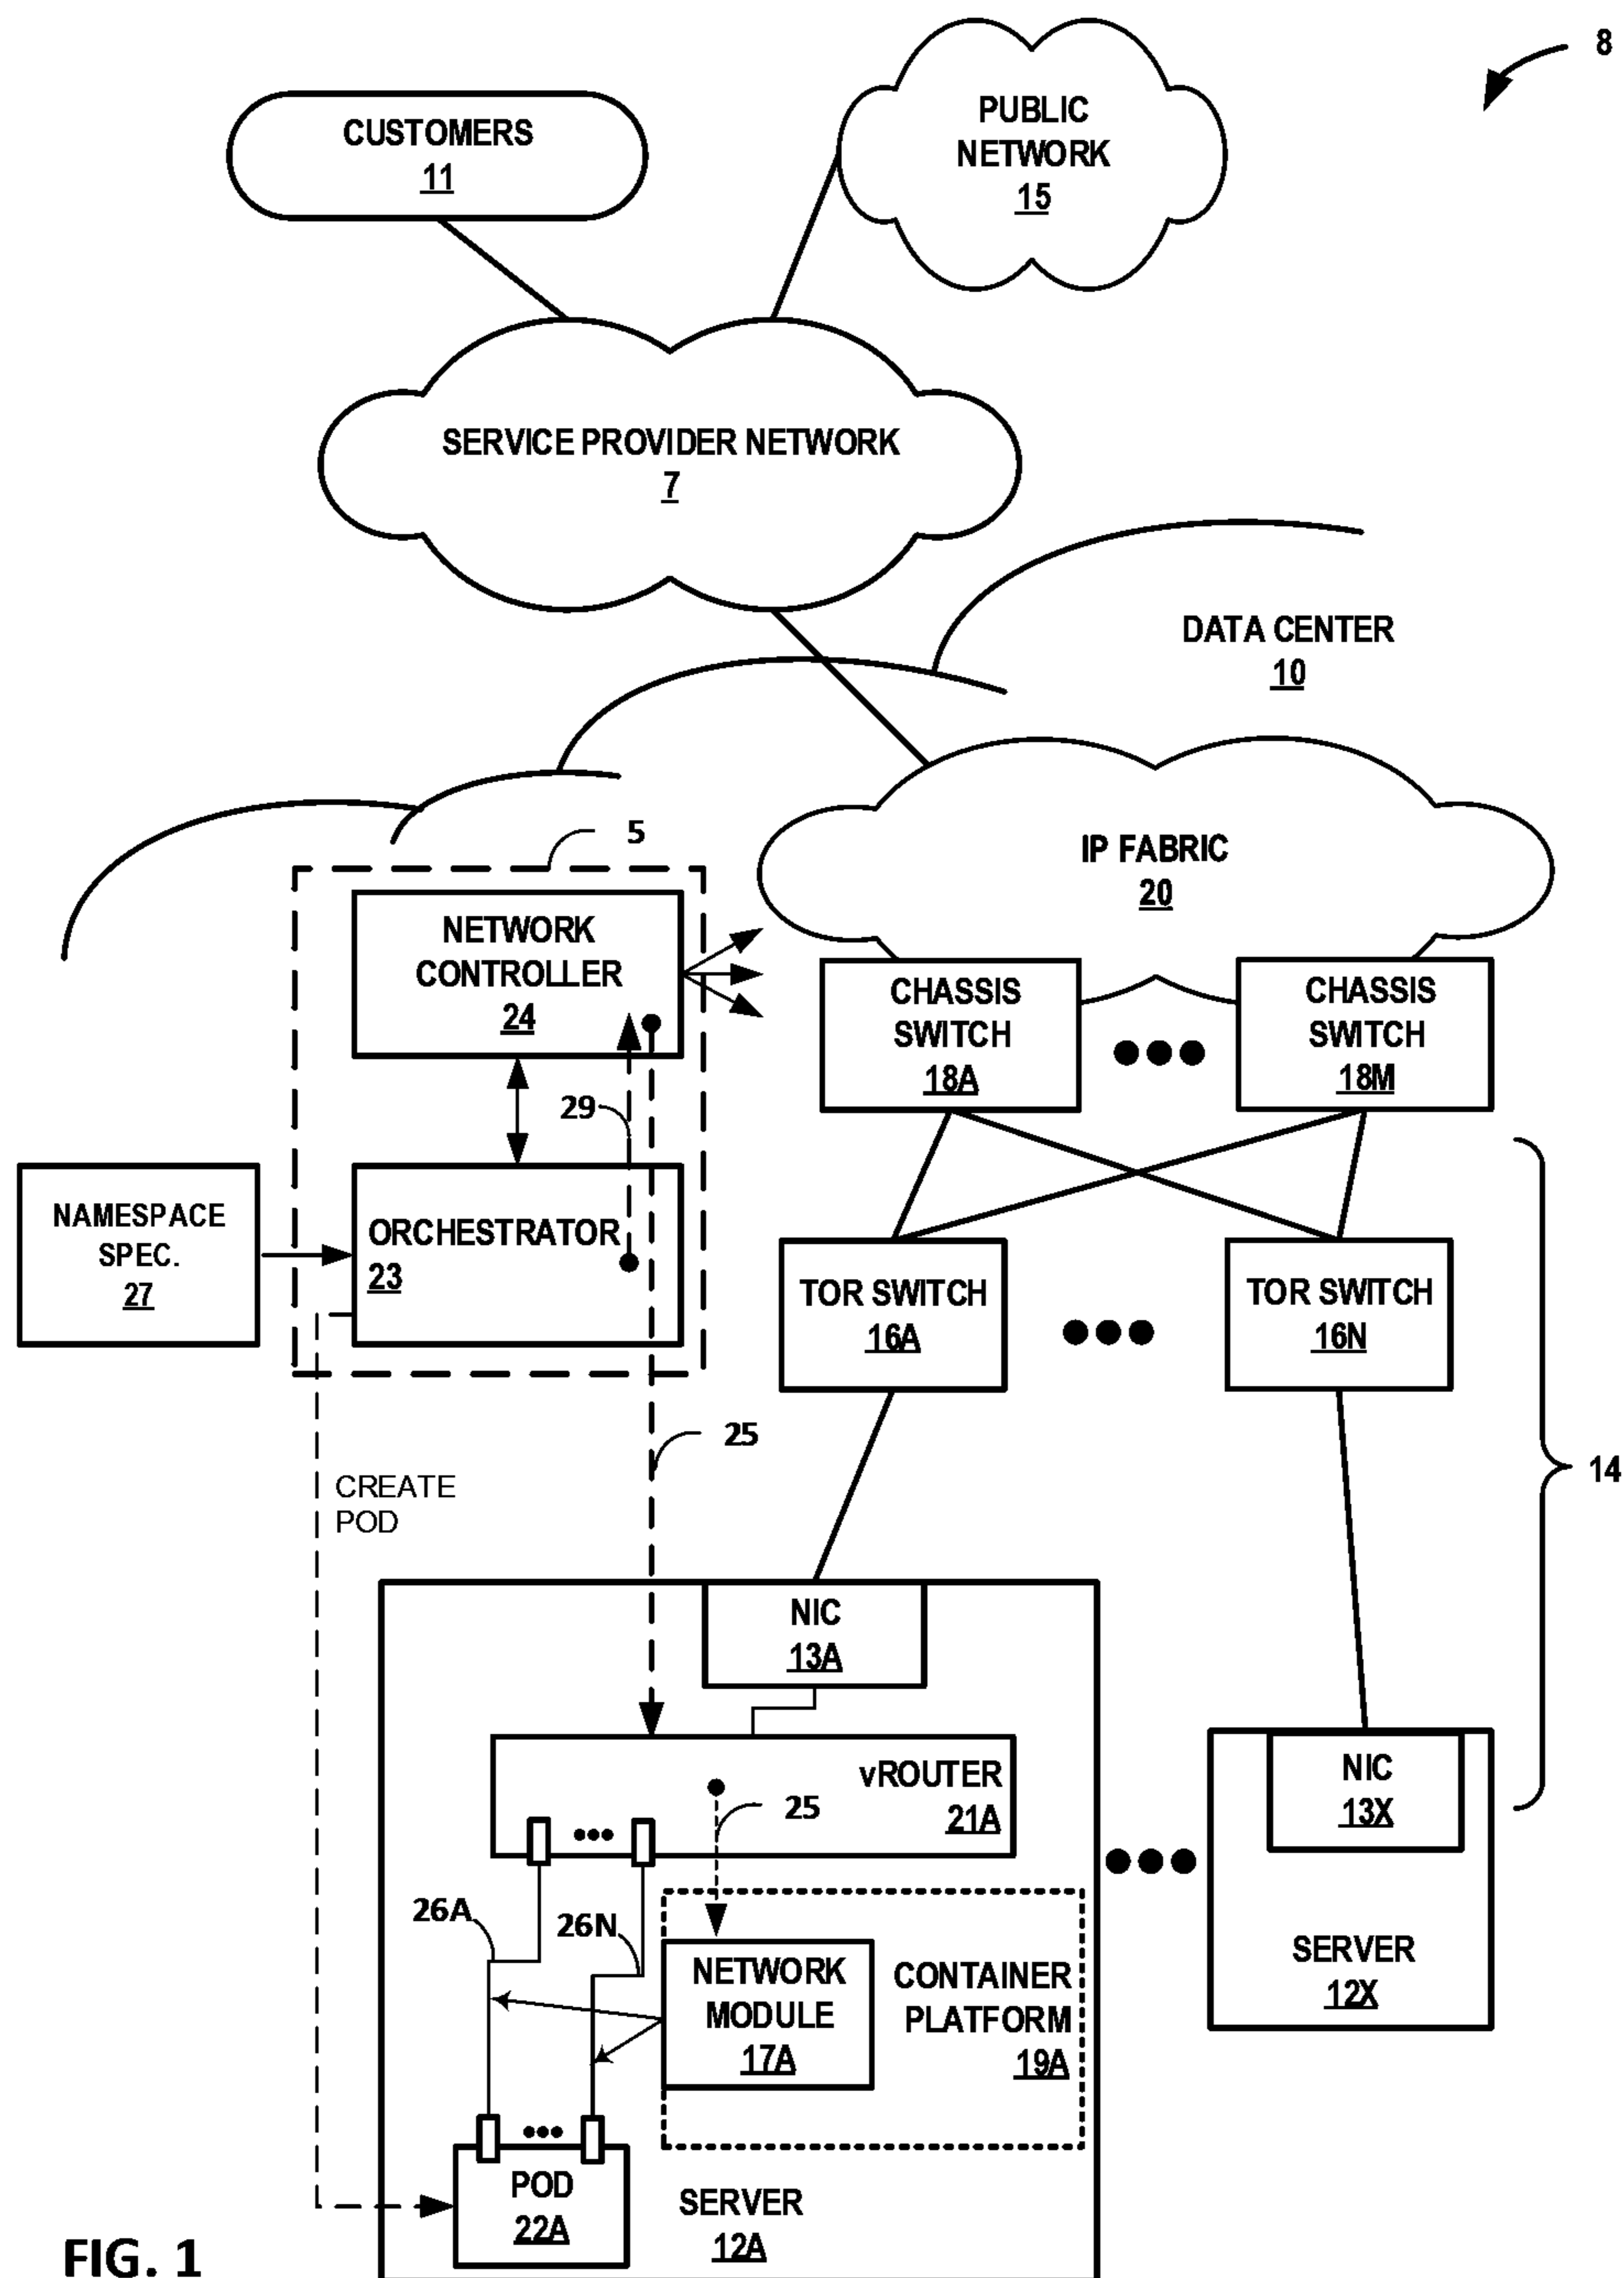 8
CUSTOMERS
11
PUBLIC
NETWORK
15
SERVICE PROVIDER NETWORK
7
DATA CENTER
10
5
IP FABRIC
20
NETWORK
CONTROLLER
24
CHASSIS
SWITCH
18A
CHASSIS
SWITCH
18M
29
NAMESPACE
SPEC.
27
ORCHESTRATOR
23
TOR SWITCH
16A
TOR SWITCH
16N
25
14
CREATE
POD
NIC
13A
vROUTER
21A
25
NIC
13X
26A
26N
NETWORK
MODULE
17A
CONTAINER
PLATFORM
19A
SERVER
12X
POD
22A
SERVER
12A
FIG. 1